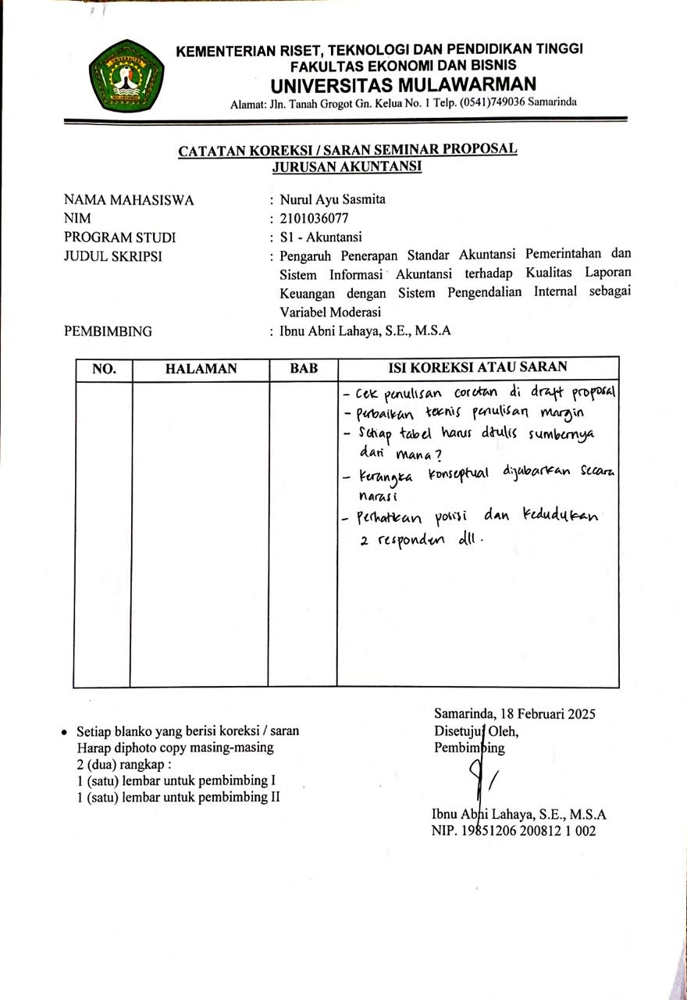 KEMENTERIAN RISET, TEKNOLOGI DAN PENDIDIKAN TINGGI
FAKULTAS EKONOMI DAN BISNIS
UNIVERSITAS MULAWARMAN
Alamat: Jln. Tanah Grogot Gn. Kelua No. 1 Telp. (0541)749036 Samarinda
CATATAN KOREKSI / SARAN SEMINAR PROPOSAL
JURUSAN AKUNTANSI
NAMA MAHASISWA : Nurul Ayu Sasmita
NIM : 2101036077
PROGRAM STUDI : S1 - Akuntansi
JUDUL SKRIPSI : Pengaruh Penerapan Standar Akuntansi Pemerintahan dan
Sistem Informasi Akuntansi terhadap Kualitas Laporan
Keuangan dengan Sistem Pengendalian Internal sebagai
Variabel Moderasi
PEMBIMBING : Ibnu Abni Lahaya, S.E., M.S.A
NO. HALAMAN BAB ISI KOREKSI ATAU SARAN
- Cek penulisan coretan di draft proposal
- perbaikan teknis penulisan margin
- Setiap tabel harus ditulis sumbernya
dari mana?
- kerangka konseptual dijabarkan secara
narasi
- Perhatikan posisi dan kedudukan
2 responden dll.
Samarinda, 18 Februari 2025
• Setiap blanko yang berisi koreksi / saran
Disetujui Oleh,
Harap diphoto copy masing-masing
Pembimbing
2 (dua) rangkap :
1 (satu) lembar untuk pembimbing I
1 (satu) lembar untuk pembimbing II
Ibnu Abni Lahaya, S.E., M.S.A
NIP. 19851206 200812 1 002